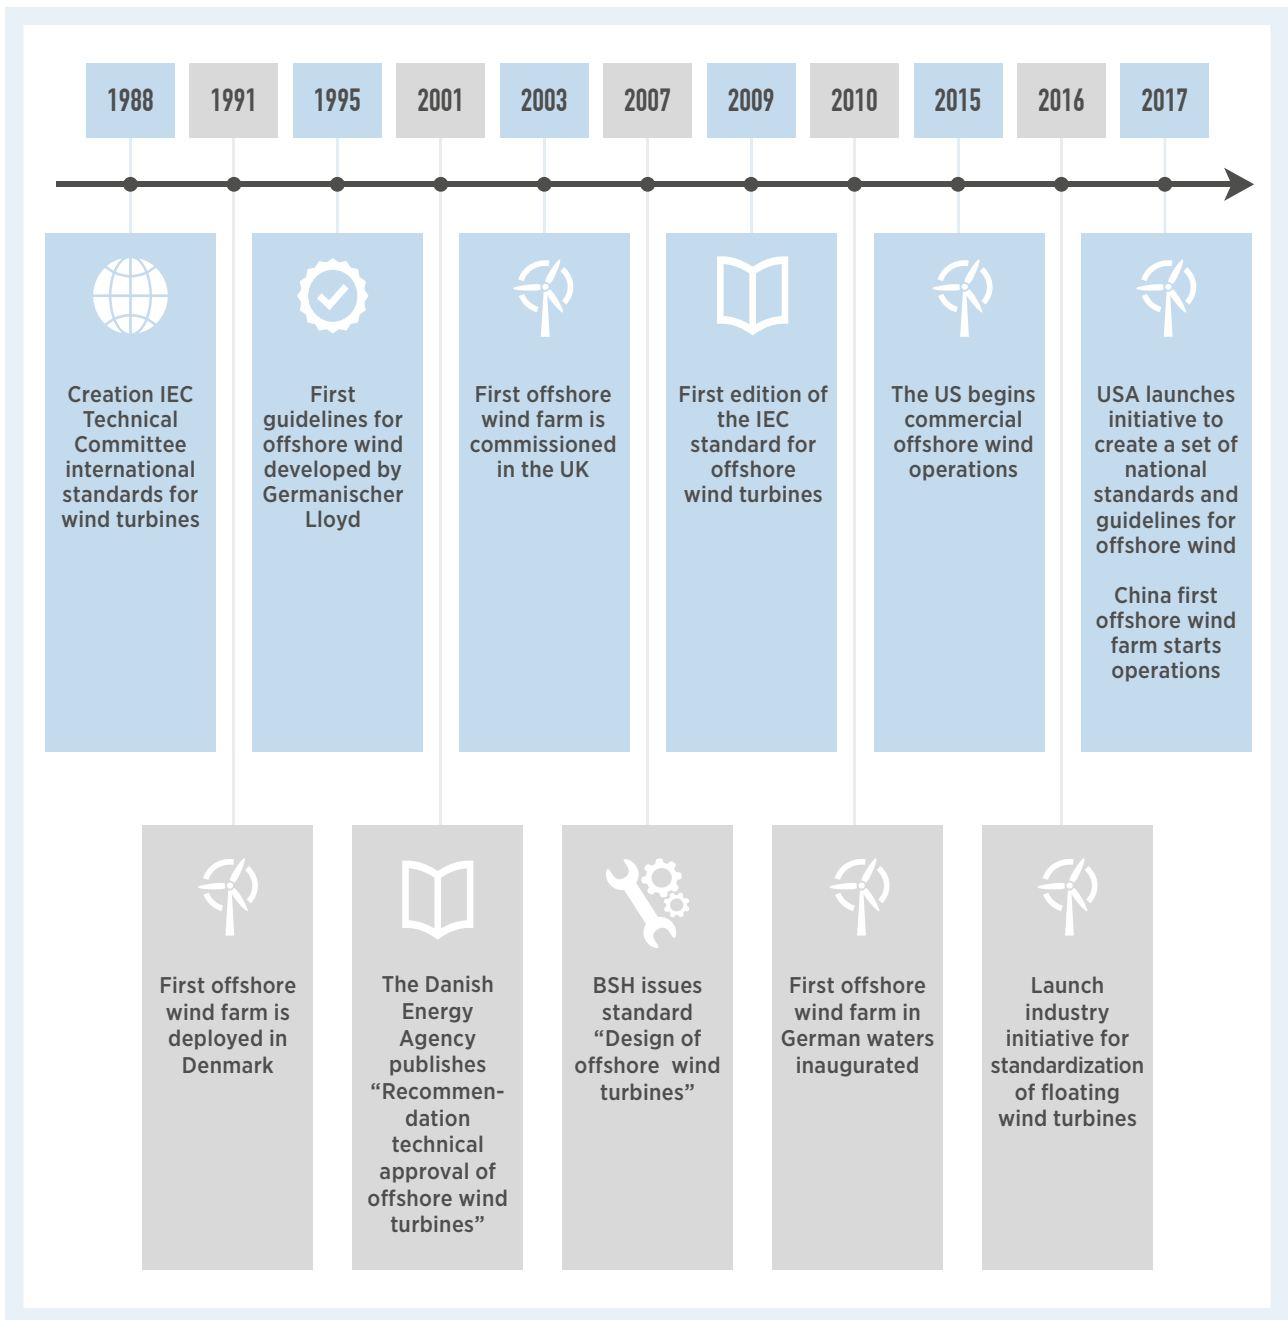 1988
1991
1995
2001
2003
2007
2009
2010
2015
2016
2017
Creation IEC
Technical
Committee
international
standards for
wind turbines
First
guidelines for
offshore wind
developed by
Germanischer
Lloyd
First offshore
wind farm is
commissioned
in the UK
First edition of
the IEC
standard for
offshore
wind turbines
The US begins
commercial
offshore wind
operations
USA launches
initiative to
create a set of
national
standards and
guidelines for
offshore wind
China first
offshore wind
farm starts
operations
First offshore
wind farm is
deployed in
Denmark
The Danish
Energy
Agency
publishes
“Recommen-
dation
technical
approval of
offshore wind
turbines”
BSH issues
standard
“Design of
offshore  wind
turbines”
First offshore
wind farm in
German waters
inaugurated
Launch
industry
initiative for
standardization
of floating
wind turbines